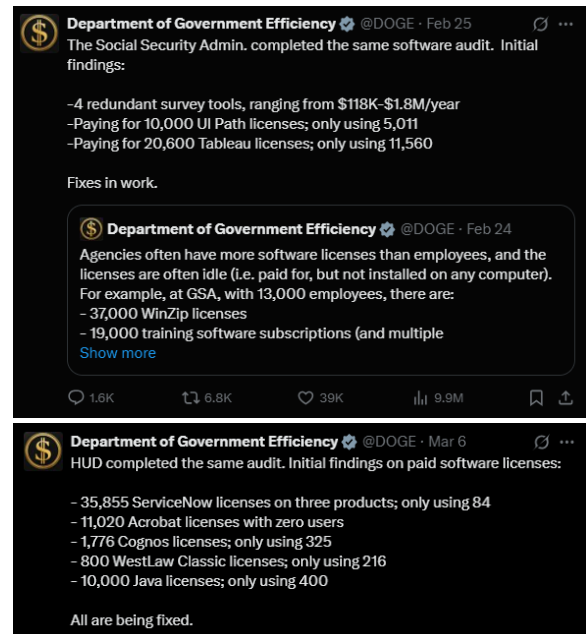 Department of Government Efficiency @DOGE · Feb 25
The Social Security Admin. completed the same software audit. Initial
findings:
-4 redundant survey tools, ranging from $118K-$1.8M/year
-Paying for 10,000 UI Path licenses; only using 5,011
-Paying for 20,600 Tableau licenses; only using 11,560
Fixes in work.
Department of Government Efficiency @DOGE · Feb 24
Agencies often have more software licenses than employees, and the
licenses are often idle (i.e. paid for, but not installed on any computer).
For example, at GSA, with 13,000 employees, there are:
- 37,000 WinZip licenses
- 19,000 training software subscriptions (and multiple
Show more
1.6K 6.8K 39K 9.9M
Department of Government Efficiency @DOGE · Mar 6
HUD completed the same audit. Initial findings on paid software licenses:
- 35,855 ServiceNow licenses on three products; only using 84
- 11,020 Acrobat licenses with zero users
- 1,776 Cognos licenses; only using 325
- 800 WestLaw Classic licenses; only using 216
- 10,000 Java licenses; only using 400
All are being fixed.